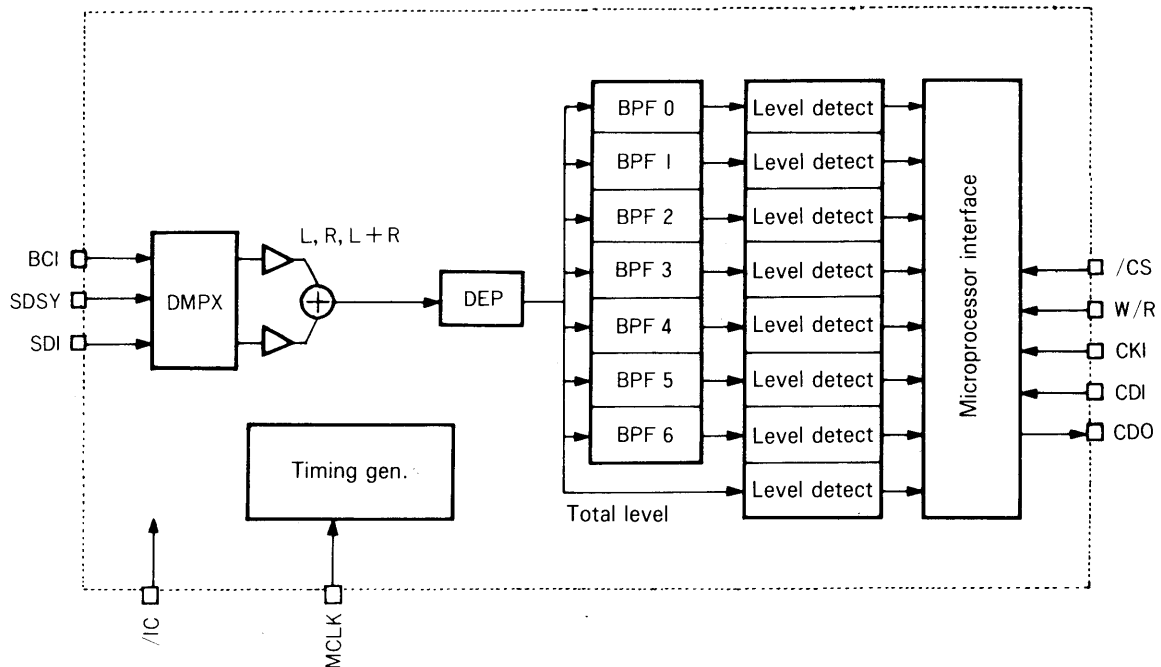 BPF 0
Level detect
BPF 1
Level detect
BPF 2
Level detect
L, R, L+R
BCI
BPF 3
Level detect
/CS
SDSY
DMPX
DEP
Microprocessor interface
W/R
SDI
BPF 4
Level detect
CKI
BPF 5
Level detect
CDI
BPF 6
Level detect
CDO
Timing gen.
Level detect
Total level
/IC
MCLK